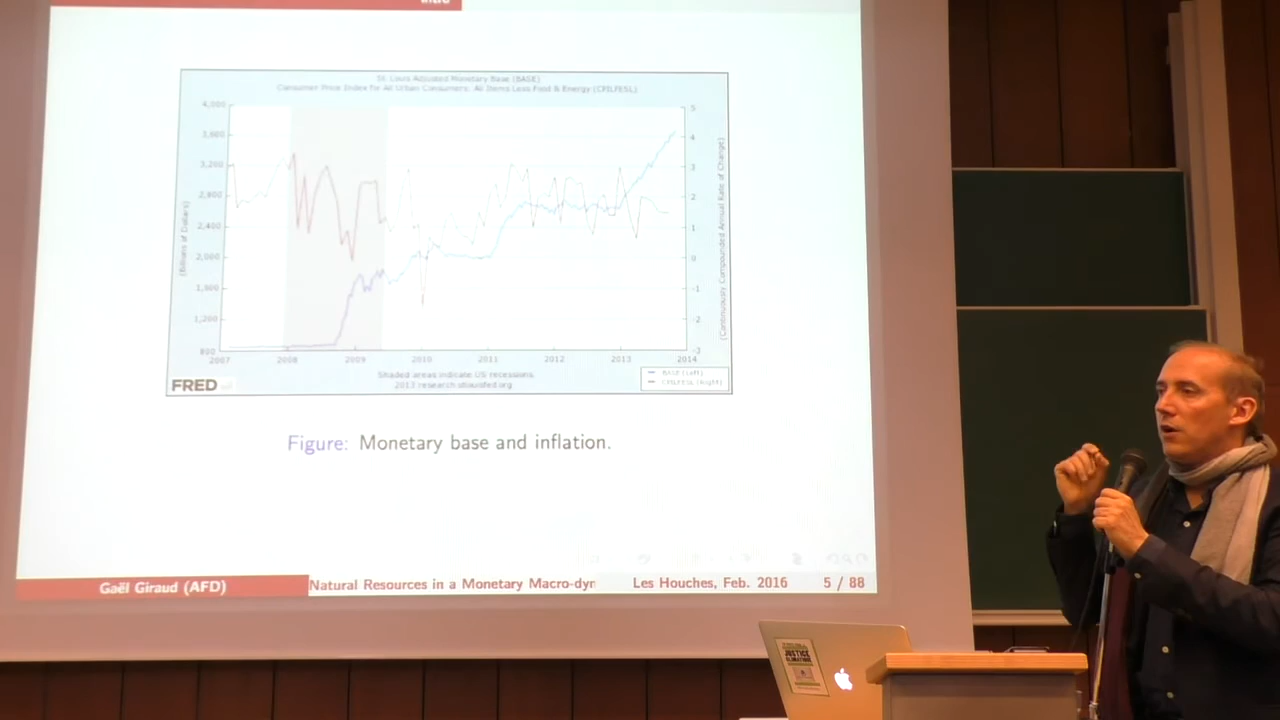 Intro
St. Louis Adjusted Monetary Base (BASE)
Consumer Price Index for All Urban Consumers: All Items Less Food & Energy (CPILFESL)
4,000
3,600
3,200
2,800
2,400
2,000
1,600
1,200
800
(Billions of Dollars)
5
4
3
2
1
0
-1
-2
-3
(Continuously Compounded Annual Rate of Change)
2007 2008 2009 2010 2011 2012 2013 2014
Shaded areas indicate US recessions.
2013 research.stlouisfed.org
FRED
BASE (Left)
CPILFESL (Right)
Figure: Monetary base and inflation.
Gaël Giraud (AFD) Natural Resources in a Monetary Macro-dyn Les Houches, Feb. 2016 5 / 88
JUSTICE
CLIMATIQUE